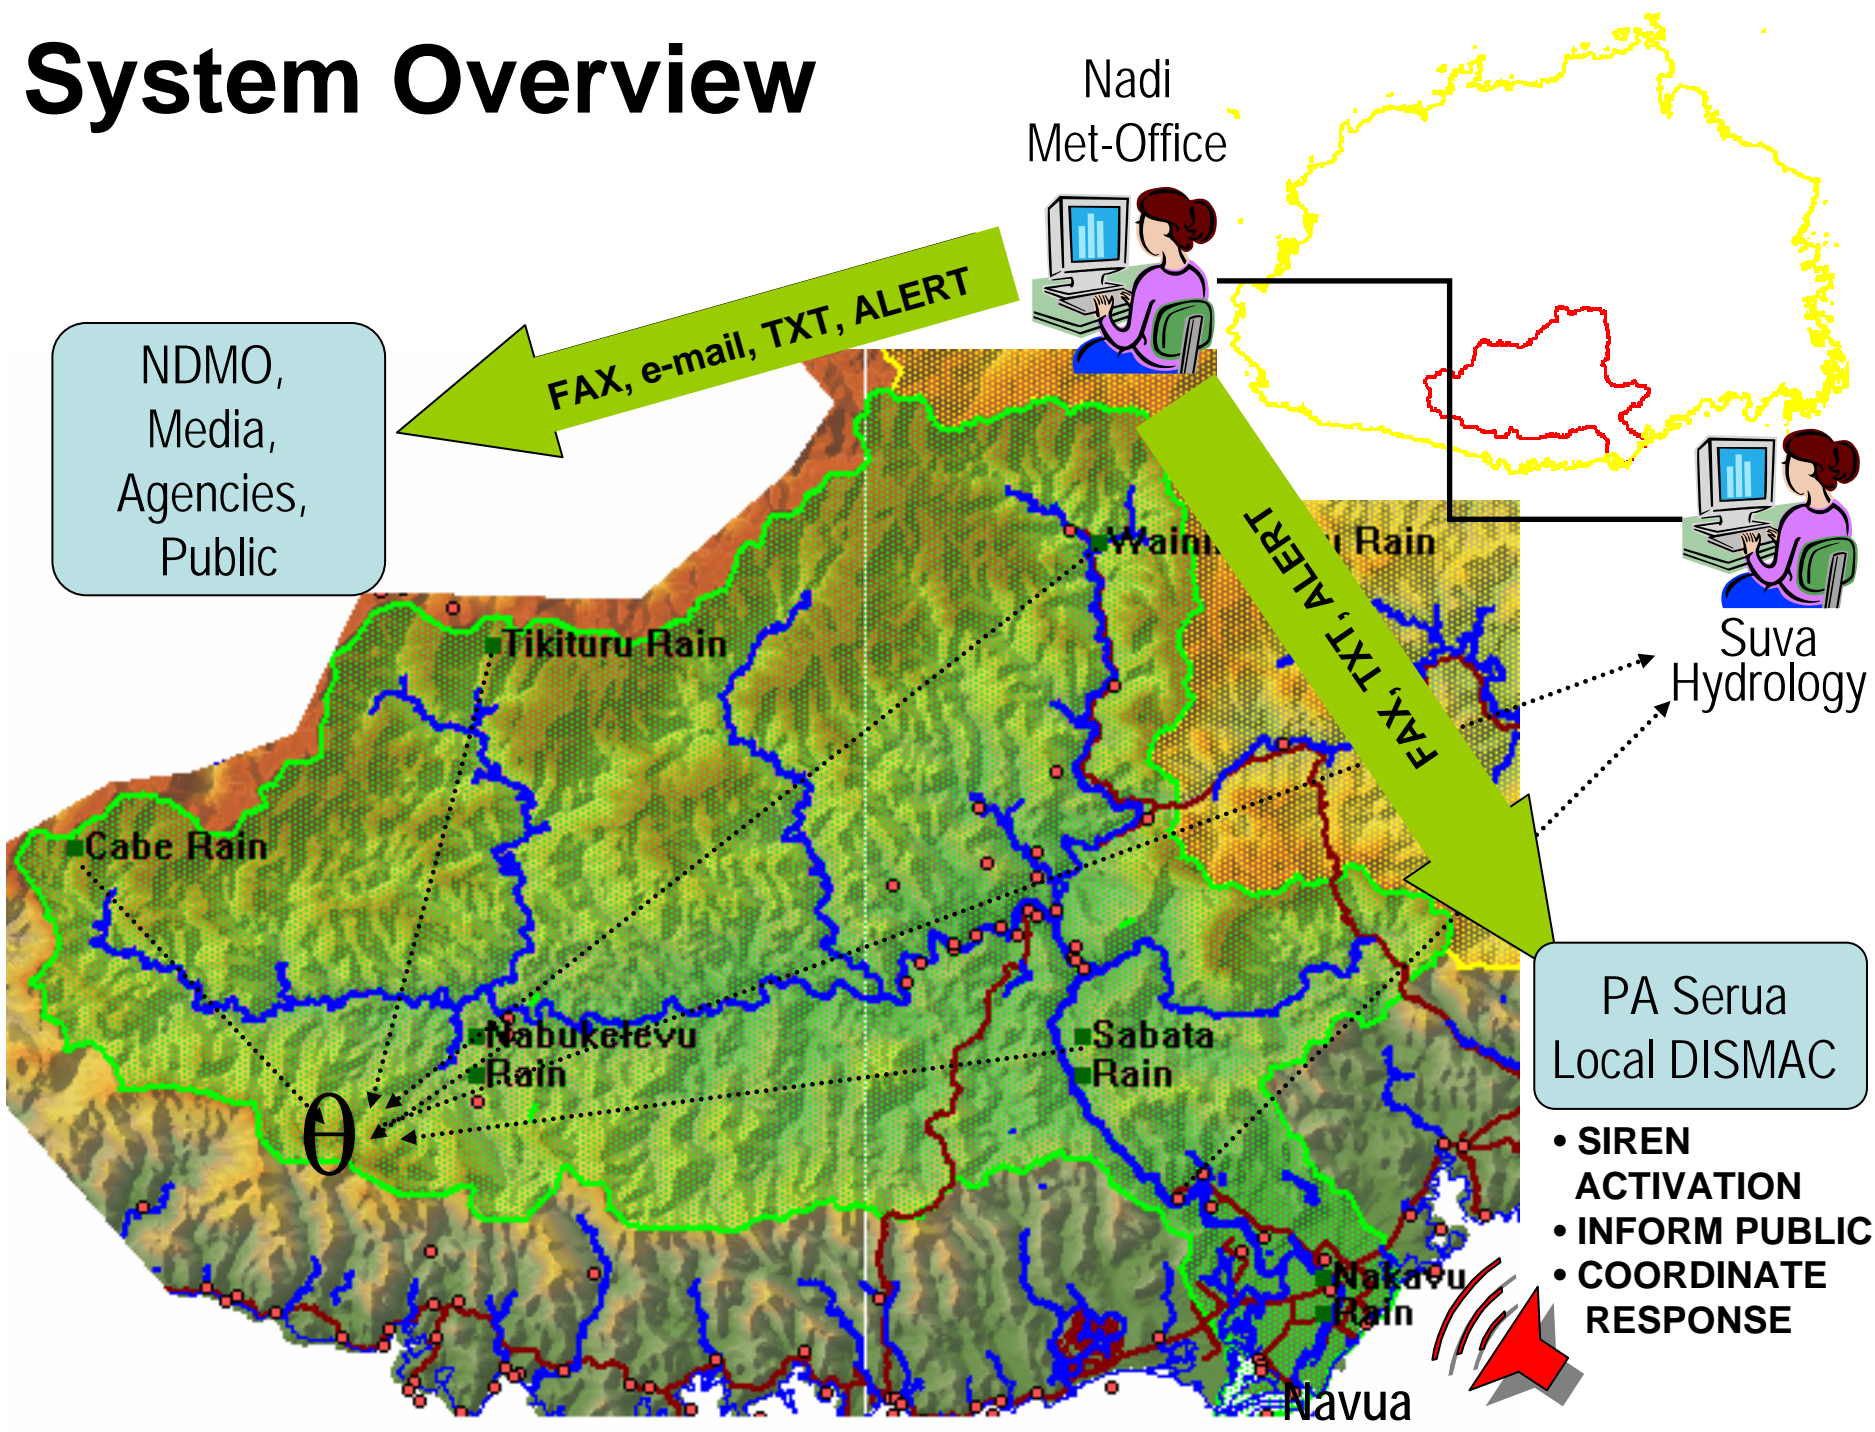 System Overview
Nadi
Met-Office
FAX, e-mail, TXT, ALERT
NDMO,
Media,
Agencies,
Public
FAX, TXT, ALERT
Rain
Suva
Hydrology
Tikituru Rain
Cabe Rain
Nabukelevu
Rain
Sabata
Rain
θ
PA Serua
Local DISMAC
• SIREN
ACTIVATION
• INFORM PUBLIC
• COORDINATE
RESPONSE
Nakavu
Rain
Navua